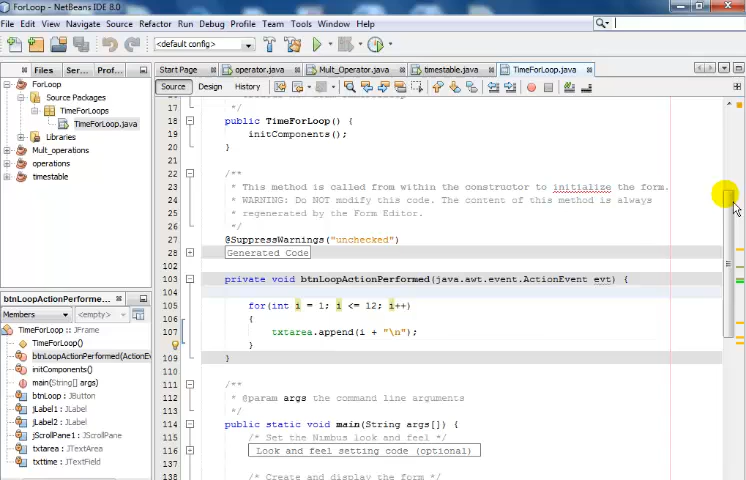 ForLoop - NetBeans IDE 8.0
File Edit View Navigate Source Refactor Run Debug Profile Team Tools Window Help
<default config>
Files Ser... Prof...
Start Page operator.java Mult_Operator.java timestable.java TimeForLoop.java
Source Design History
ForLoop
Source Packages
TimeForLoops
TimeForLoop.java
Libraries
Mult_operations
operations
timestable
17 */
18 public TimeForLoop() {
19 initComponents();
20 }
21
22 /**
23 * This method is called from within the constructor to initialize the form.
24 * WARNING: Do NOT modify this code. The content of this method is always
25 * regenerated by the Form Editor.
26 */
27 @SuppressWarnings("unchecked")
28 Generated Code
102
103 private void btnLoopActionPerformed(java.awt.event.ActionEvent evt) {
104
105 for(int i = 1; i <= 12; i++)
106 {
107 txtarea.append(i + "\n");
}
109 }
110
111 /**
112 * @param args the command line arguments
113 */
114 public static void main(String args[]) {
115 /* Set the Nimbus look and feel */
116 Look and feel setting code (optional)
137
138 /* Create and display the form */
btnLoopActionPerforme...
Members <empty>
TimeForLoop :: JFrame
TimeForLoop()
btnLoopActionPerformed(ActionEv
initComponents()
main(String[] args)
btnLoop : JButton
jLabel1 : JLabel
jLabel2 : JLabel
jScrollPane1 : JScrollPane
txtarea : JTextArea
txttime : JTextField